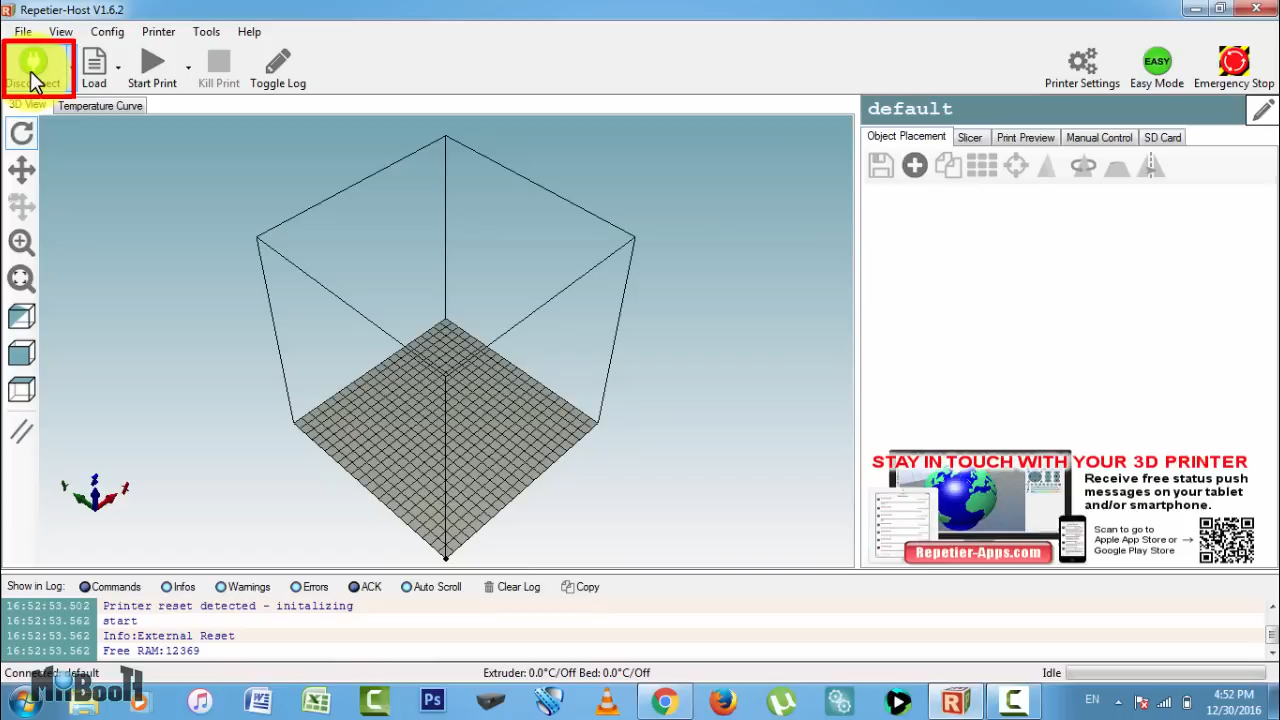 Repetier-Host V1.6.2
File View Config Printer Tools Help
Disconnect Load Start Print Kill Print Toggle Log Printer Settings EASY Easy Mode Emergency Stop
3D View Temperature Curve
default
Object Placement Slicer Print Preview Manual Control SD Card
STAY IN TOUCH WITH YOUR 3D PRINTER
Receive free status push
messages on your tablet
and/or smartphone.
Scan to go to
Apple App Store or
Google Play Store
Repetier-Apps.com
Show in Log: Commands Infos Warnings Errors ACK Auto Scroll Clear Log Copy
16:52:53.502 Printer reset detected - initalizing
16:52:53.562 start
16:52:53.562 Info:External Reset
16:52:53.562 Free RAM:12369
Connected: default Extruder: 0.0°C/Off Bed: 0.0°C/Off Idle
EN 4:52 PM
12/30/2016